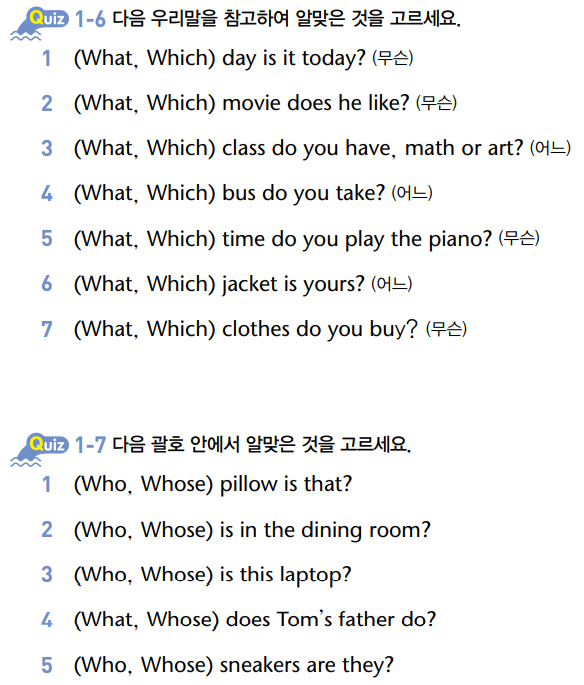 Quiz 1-6 다음 우리말을 참고하여 알맞은 것을 고르세요.
1 (What, Which) day is it today? (무슨)
2 (What, Which) movie does he like? (무슨)
3 (What, Which) class do you have, math or art? (어느)
4 (What, Which) bus do you take? (어느)
5 (What, Which) time do you play the piano? (무슨)
6 (What, Which) jacket is yours? (어느)
7 (What, Which) clothes do you buy? (무슨)
Quiz 1-7 다음 괄호 안에서 알맞은 것을 고르세요.
1 (Who, Whose) pillow is that?
2 (Who, Whose) is in the dining room?
3 (Who, Whose) is this laptop?
4 (What, Whose) does Tom's father do?
5 (Who, Whose) sneakers are they?